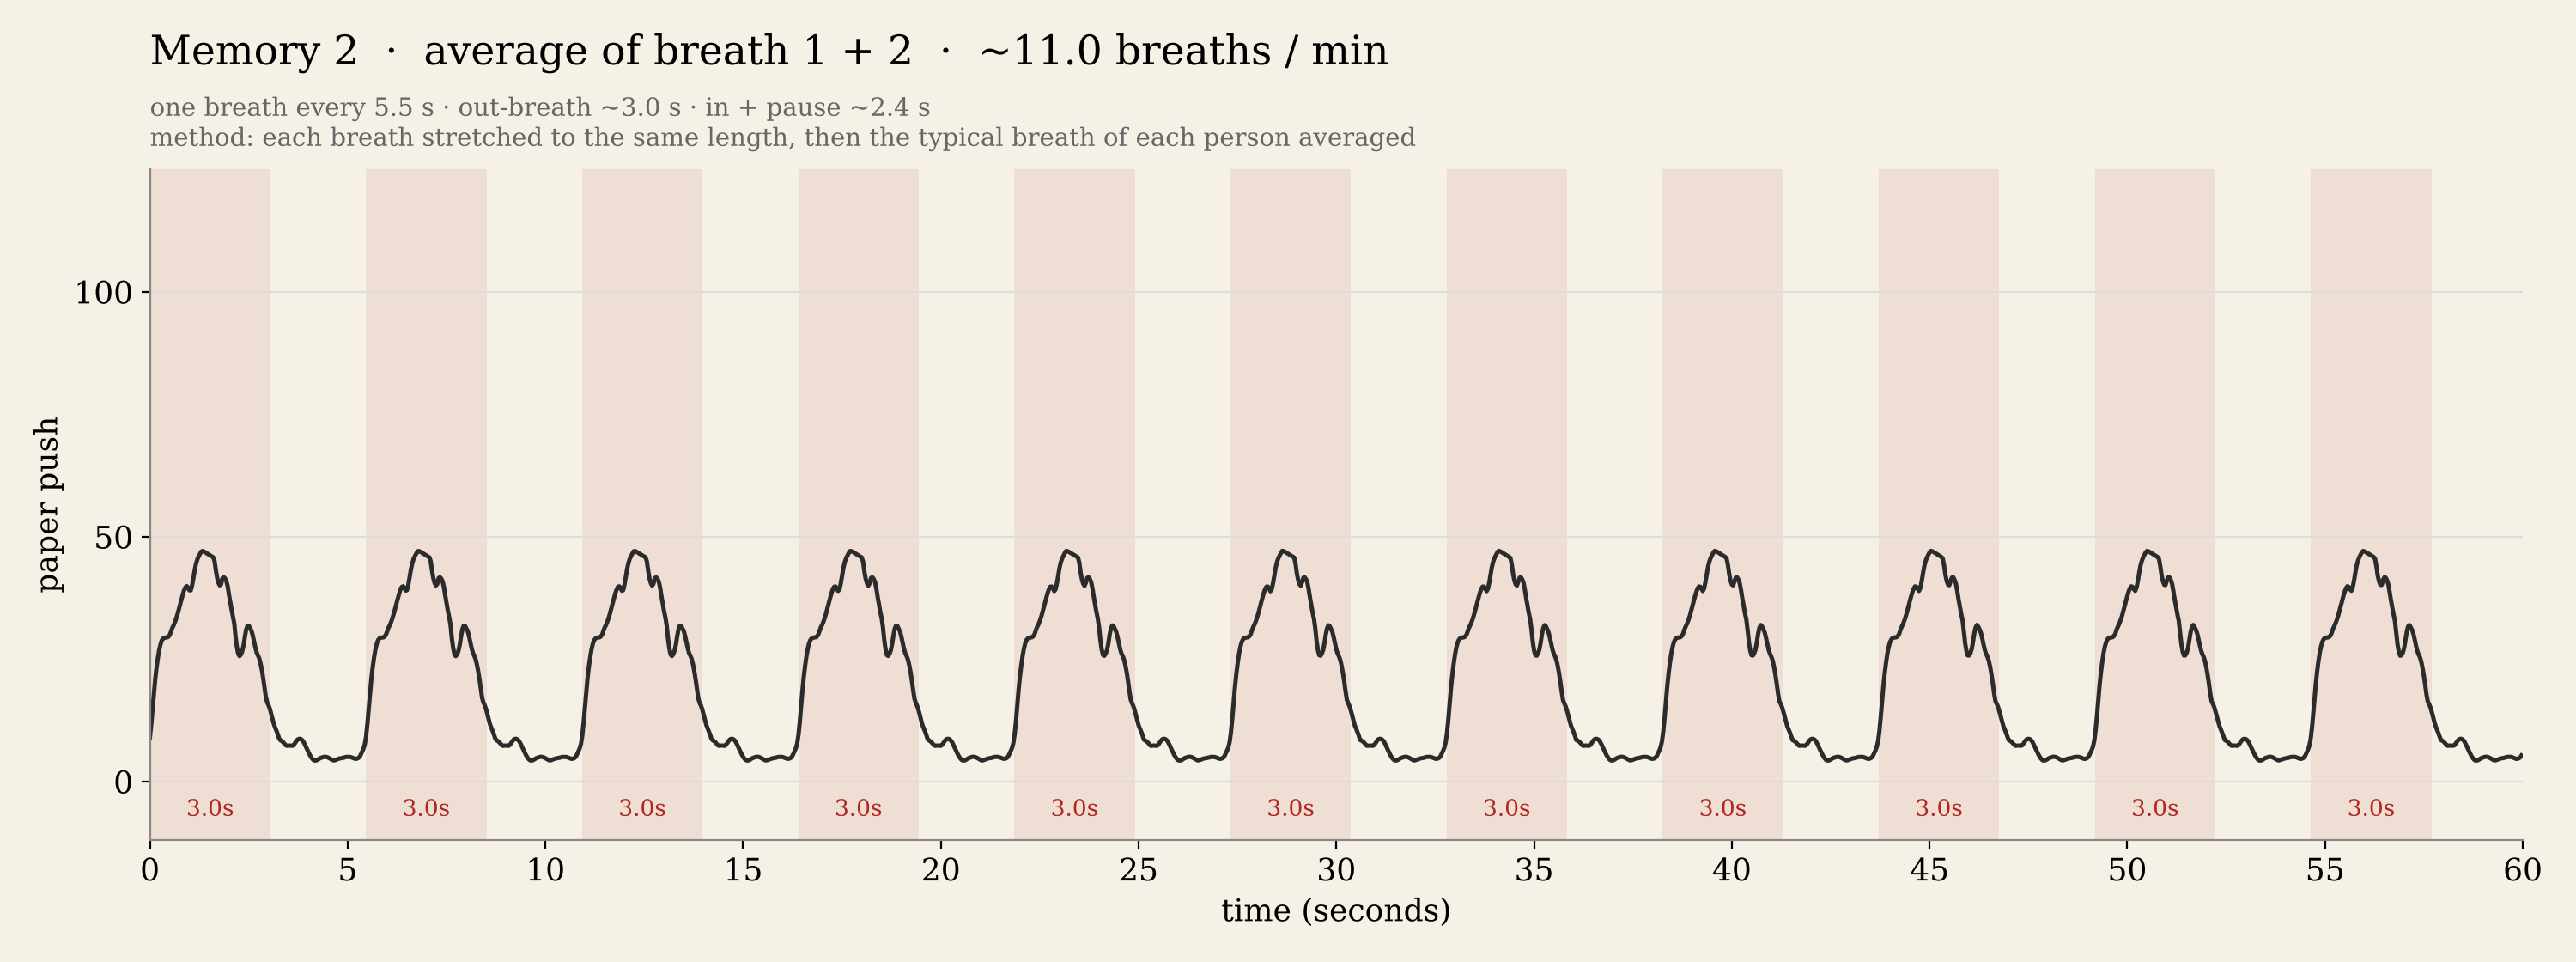 Memory 2 · average of breath 1 + 2 · ~11.0 breaths / min
one breath every 5.5 s · out-breath ~3.0 s · in + pause ~2.4 s
method: each breath stretched to the same length, then the typical breath of each person averaged
100
50
0
paper push
3.0s 3.0s 3.0s 3.0s 3.0s 3.0s 3.0s 3.0s 3.0s 3.0s 3.0s
0 5 10 15 20 25 30 35 40 45 50 55 60
time (seconds)